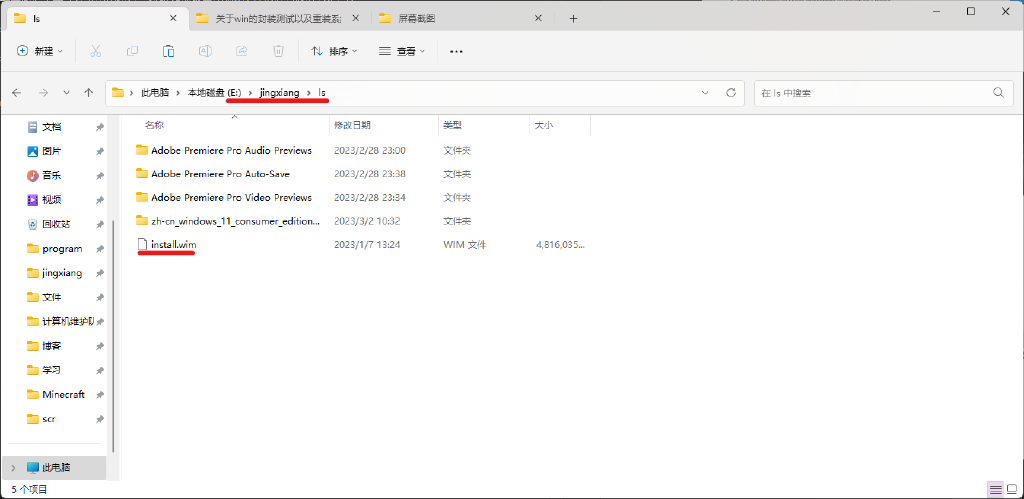 ls
关于win的封装测试以及重装系
屏幕截图
新建
排序
查看
此电脑 > 本地磁盘 (E:) > jingxiang > ls
在 ls 中搜索
文档
图片
音乐
视频
回收站
program
jingxiang
文件
计算机维护队
博客
学习
Minecraft
scr
此电脑
名称 修改日期 类型 大小
Adobe Premiere Pro Audio Previews 2023/2/28 23:00 文件夹
Adobe Premiere Pro Auto-Save 2023/2/28 23:38 文件夹
Adobe Premiere Pro Video Previews 2023/2/28 23:34 文件夹
zh-cn_windows_11_consumer_edition... 2023/3/2 10:32 文件夹
install.wim 2023/1/7 13:24 WIM 文件 4,816,035...
5 个项目